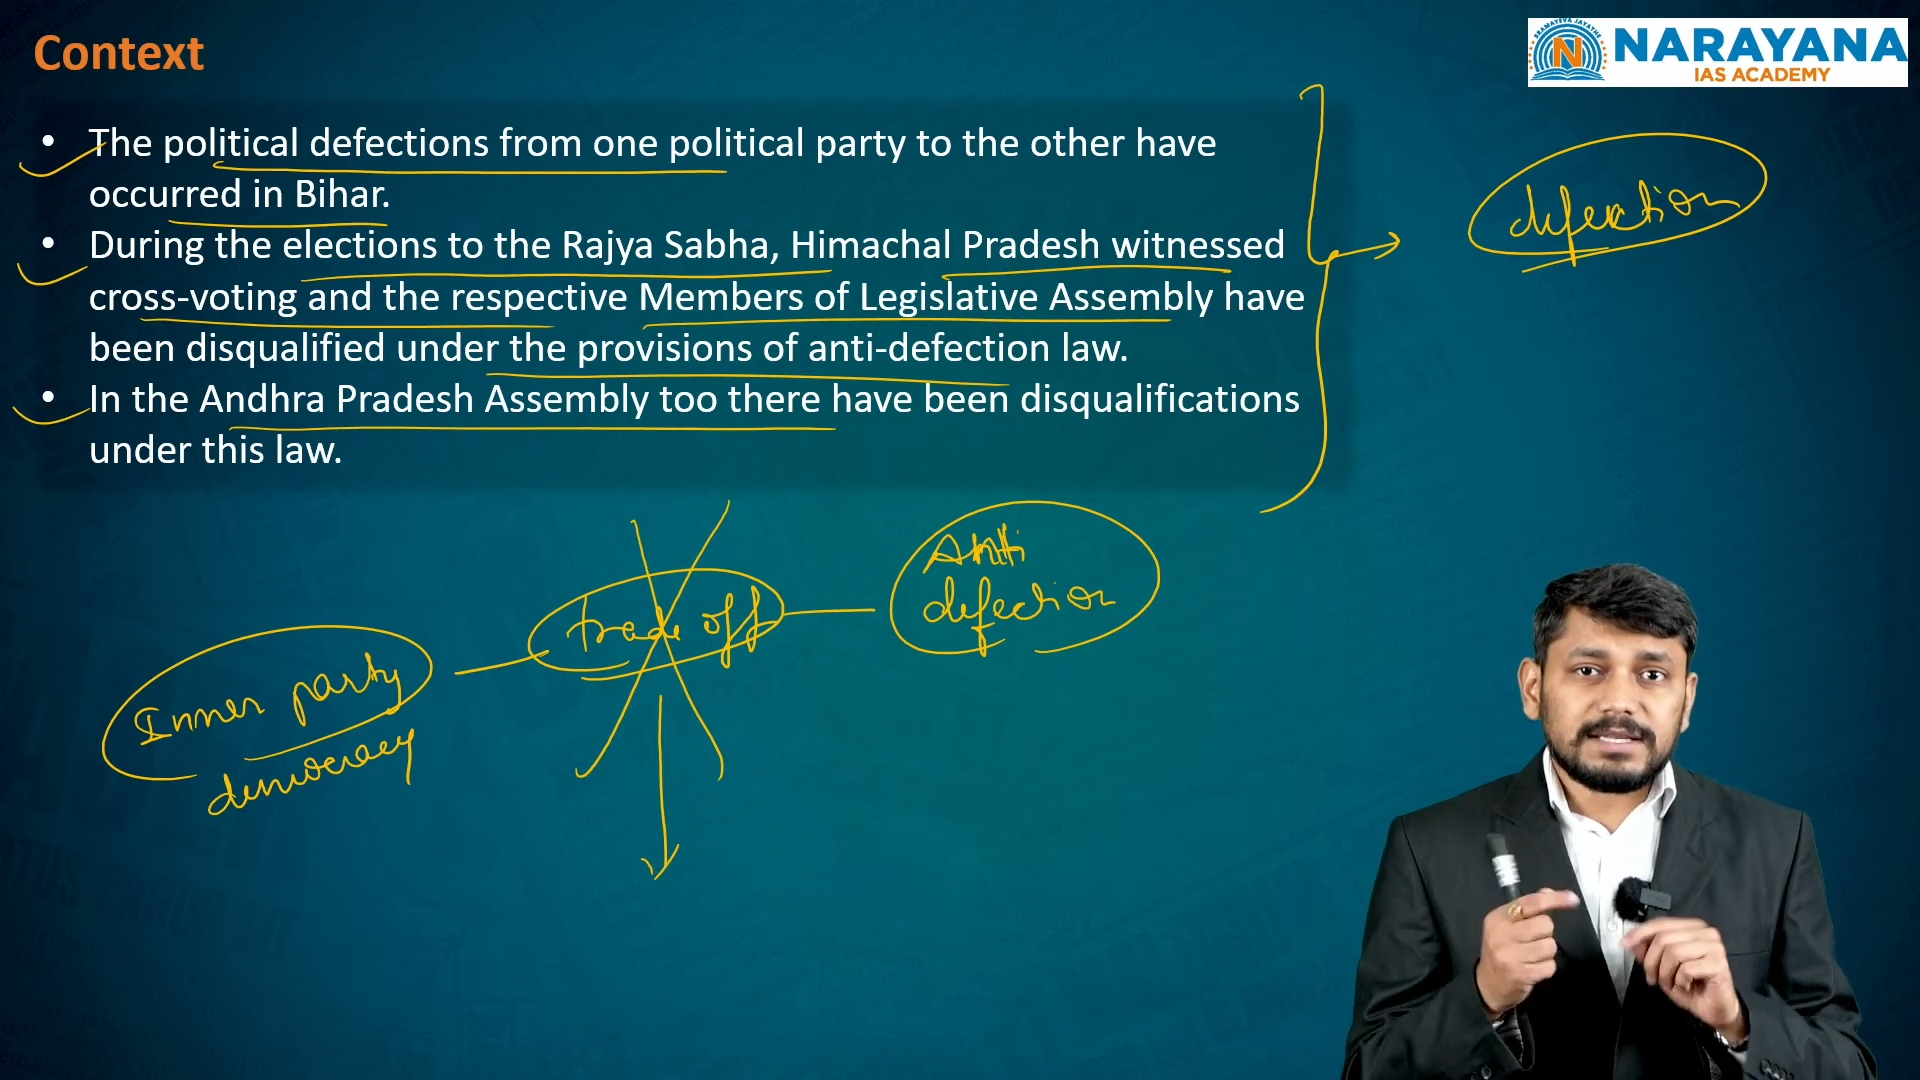 Context
SHRAMAYEVA JAYATHE
N
NARAYANA
IAS ACADEMY
• The political defections from one political party to the other have
occurred in Bihar.
• During the elections to the Rajya Sabha, Himachal Pradesh witnessed
cross-voting and the respective Members of Legislative Assembly have
been disqualified under the provisions of anti-defection law.
• In the Andhra Pradesh Assembly too there have been disqualifications
under this law.
defection
Anti
defection
trade off
Inner party
democracy